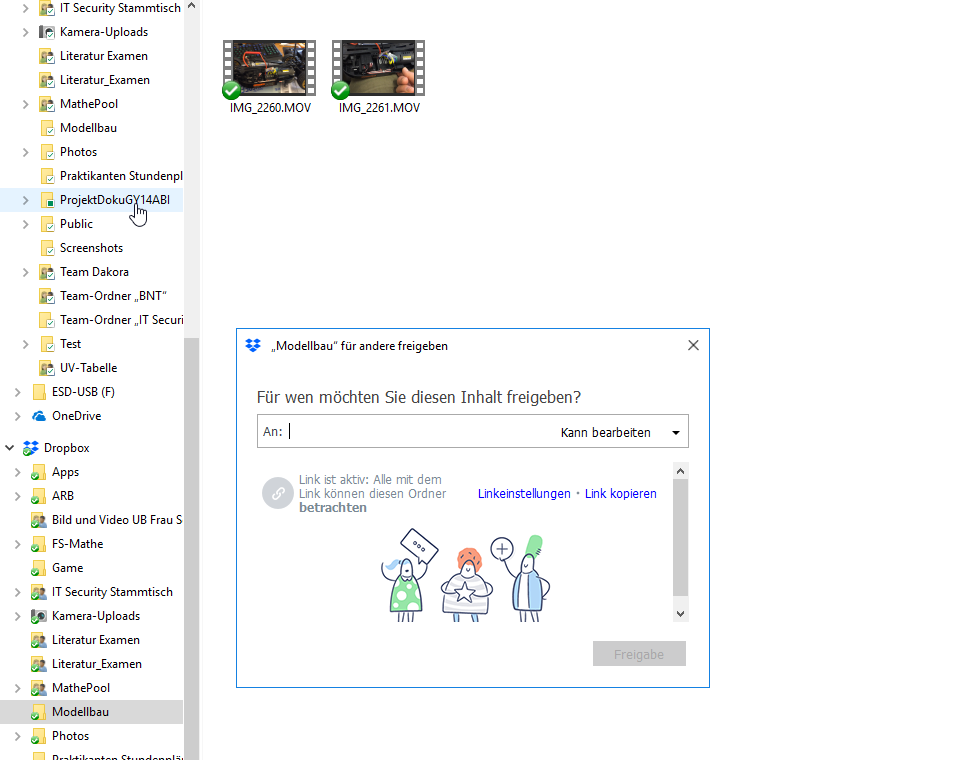 IT Security Stammtisch
Kamera-Uploads
Literatur Examen
Literatur_Examen
MathePool
Modellbau
Photos
Praktikanten Stundenpl
ProjektDokuGY14ABI
Public
Screenshots
Team Dakora
Team-Ordner „BNT“
Team-Ordner „IT Securi
Test
UV-Tabelle
ESD-USB (F)
OneDrive
Dropbox
Apps
ARB
Bild und Video UB Frau S
FS-Mathe
Game
IT Security Stammtisch
Kamera-Uploads
Literatur Examen
Literatur_Examen
MathePool
Modellbau
Photos
Praktikanten Stundenplä
IMG_2260.MOV
IMG_2261.MOV
„Modellbau“ für andere freigeben
Für wen möchten Sie diesen Inhalt freigeben?
An:
Kann bearbeiten
Link ist aktiv: Alle mit dem
Link können diesen Ordner
betrachten
Linkeinstellungen · Link kopieren
Freigabe